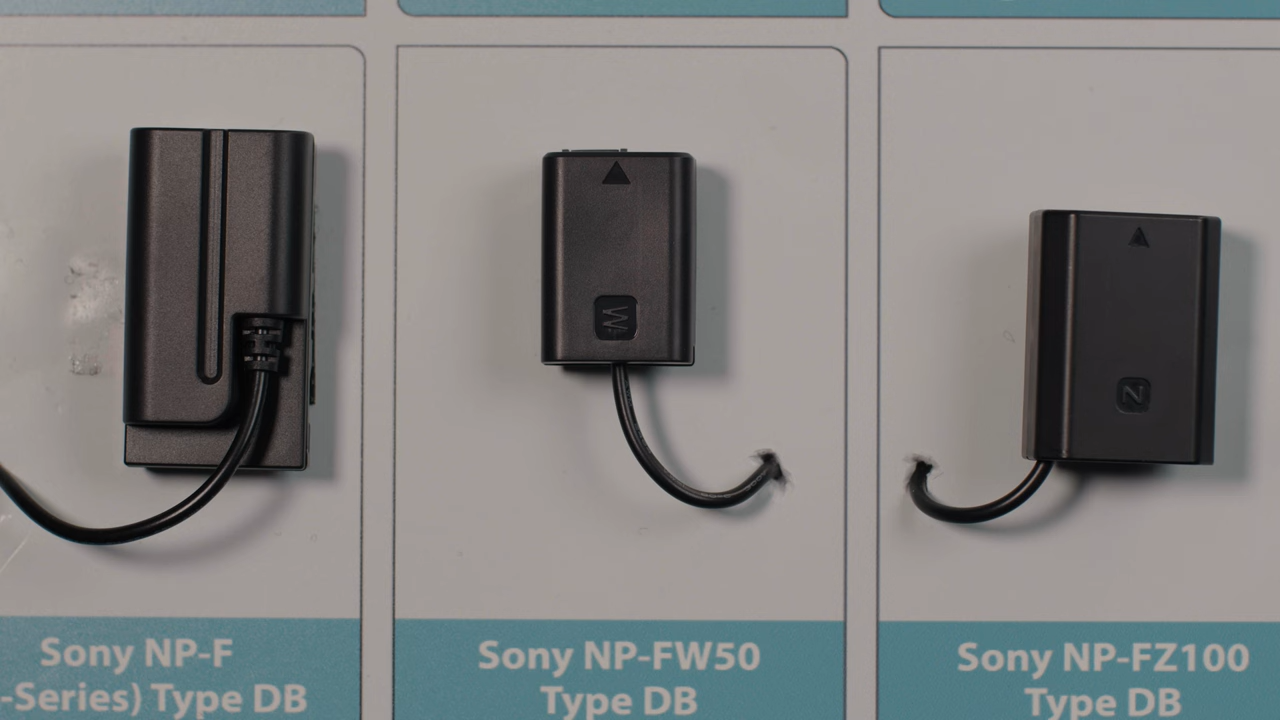 W
N
Sony NP-F
-Series) Type DB
Sony NP-FW50
Type DB
Sony NP-FZ100
Type DB